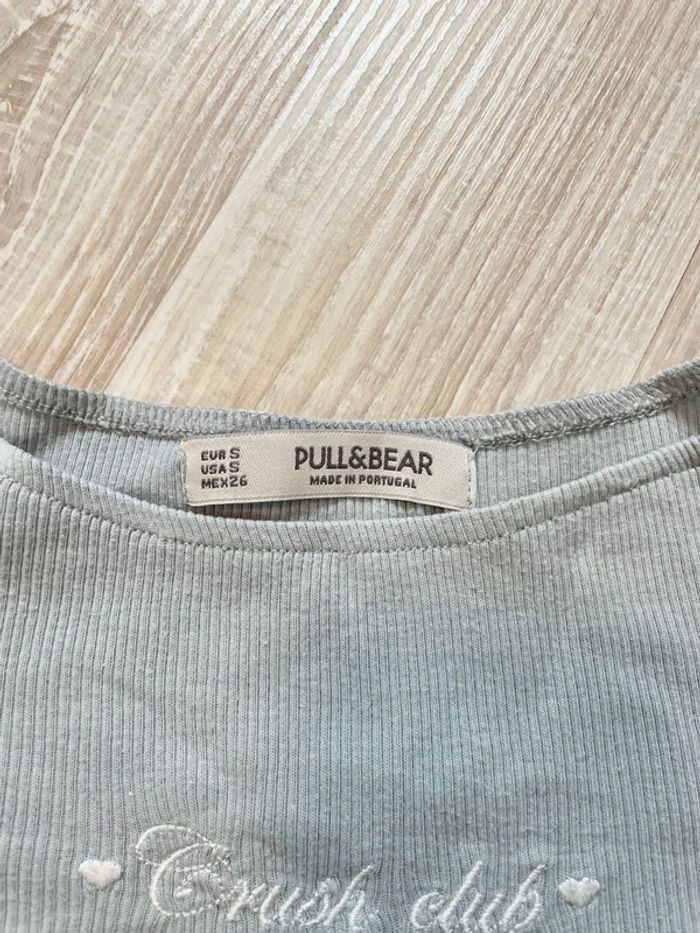 EUR S
USA S
MEX 26
PULL&BEAR
MADE IN PORTUGAL
Crush club